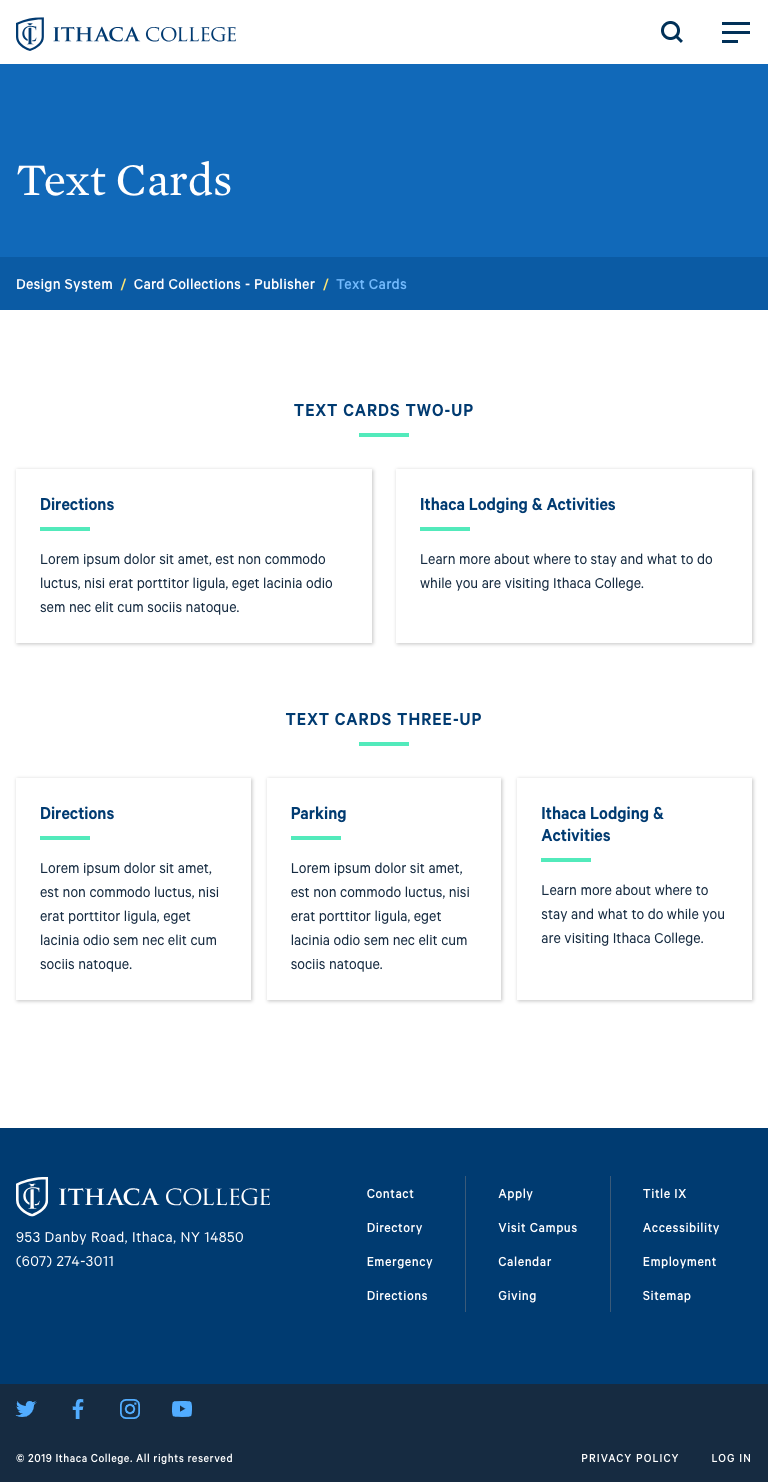 ITHACA COLLEGE
Text Cards
Design System / Card Collections - Publisher / Text Cards
TEXT CARDS TWO-UP
Directions
Lorem ipsum dolor sit amet, est non commodo
luctus, nisi erat porttitor ligula, eget lacinia odio
sem nec elit cum sociis natoque.
Ithaca Lodging & Activities
Learn more about where to stay and what to do
while you are visiting Ithaca College.
TEXT CARDS THREE-UP
Directions
Lorem ipsum dolor sit amet,
est non commodo luctus, nisi
erat porttitor ligula, eget
lacinia odio sem nec elit cum
sociis natoque.
Parking
Lorem ipsum dolor sit amet,
est non commodo luctus, nisi
erat porttitor ligula, eget
lacinia odio sem nec elit cum
sociis natoque.
Ithaca Lodging &
Activities
Learn more about where to
stay and what to do while you
are visiting Ithaca College.
ITHACA COLLEGE
953 Danby Road, Ithaca, NY 14850
(607) 274-3011
Contact
Directory
Emergency
Directions
Apply
Visit Campus
Calendar
Giving
Title IX
Accessibility
Employment
Sitemap
© 2019 Ithaca College. All rights reserved
PRIVACY POLICY
LOG IN